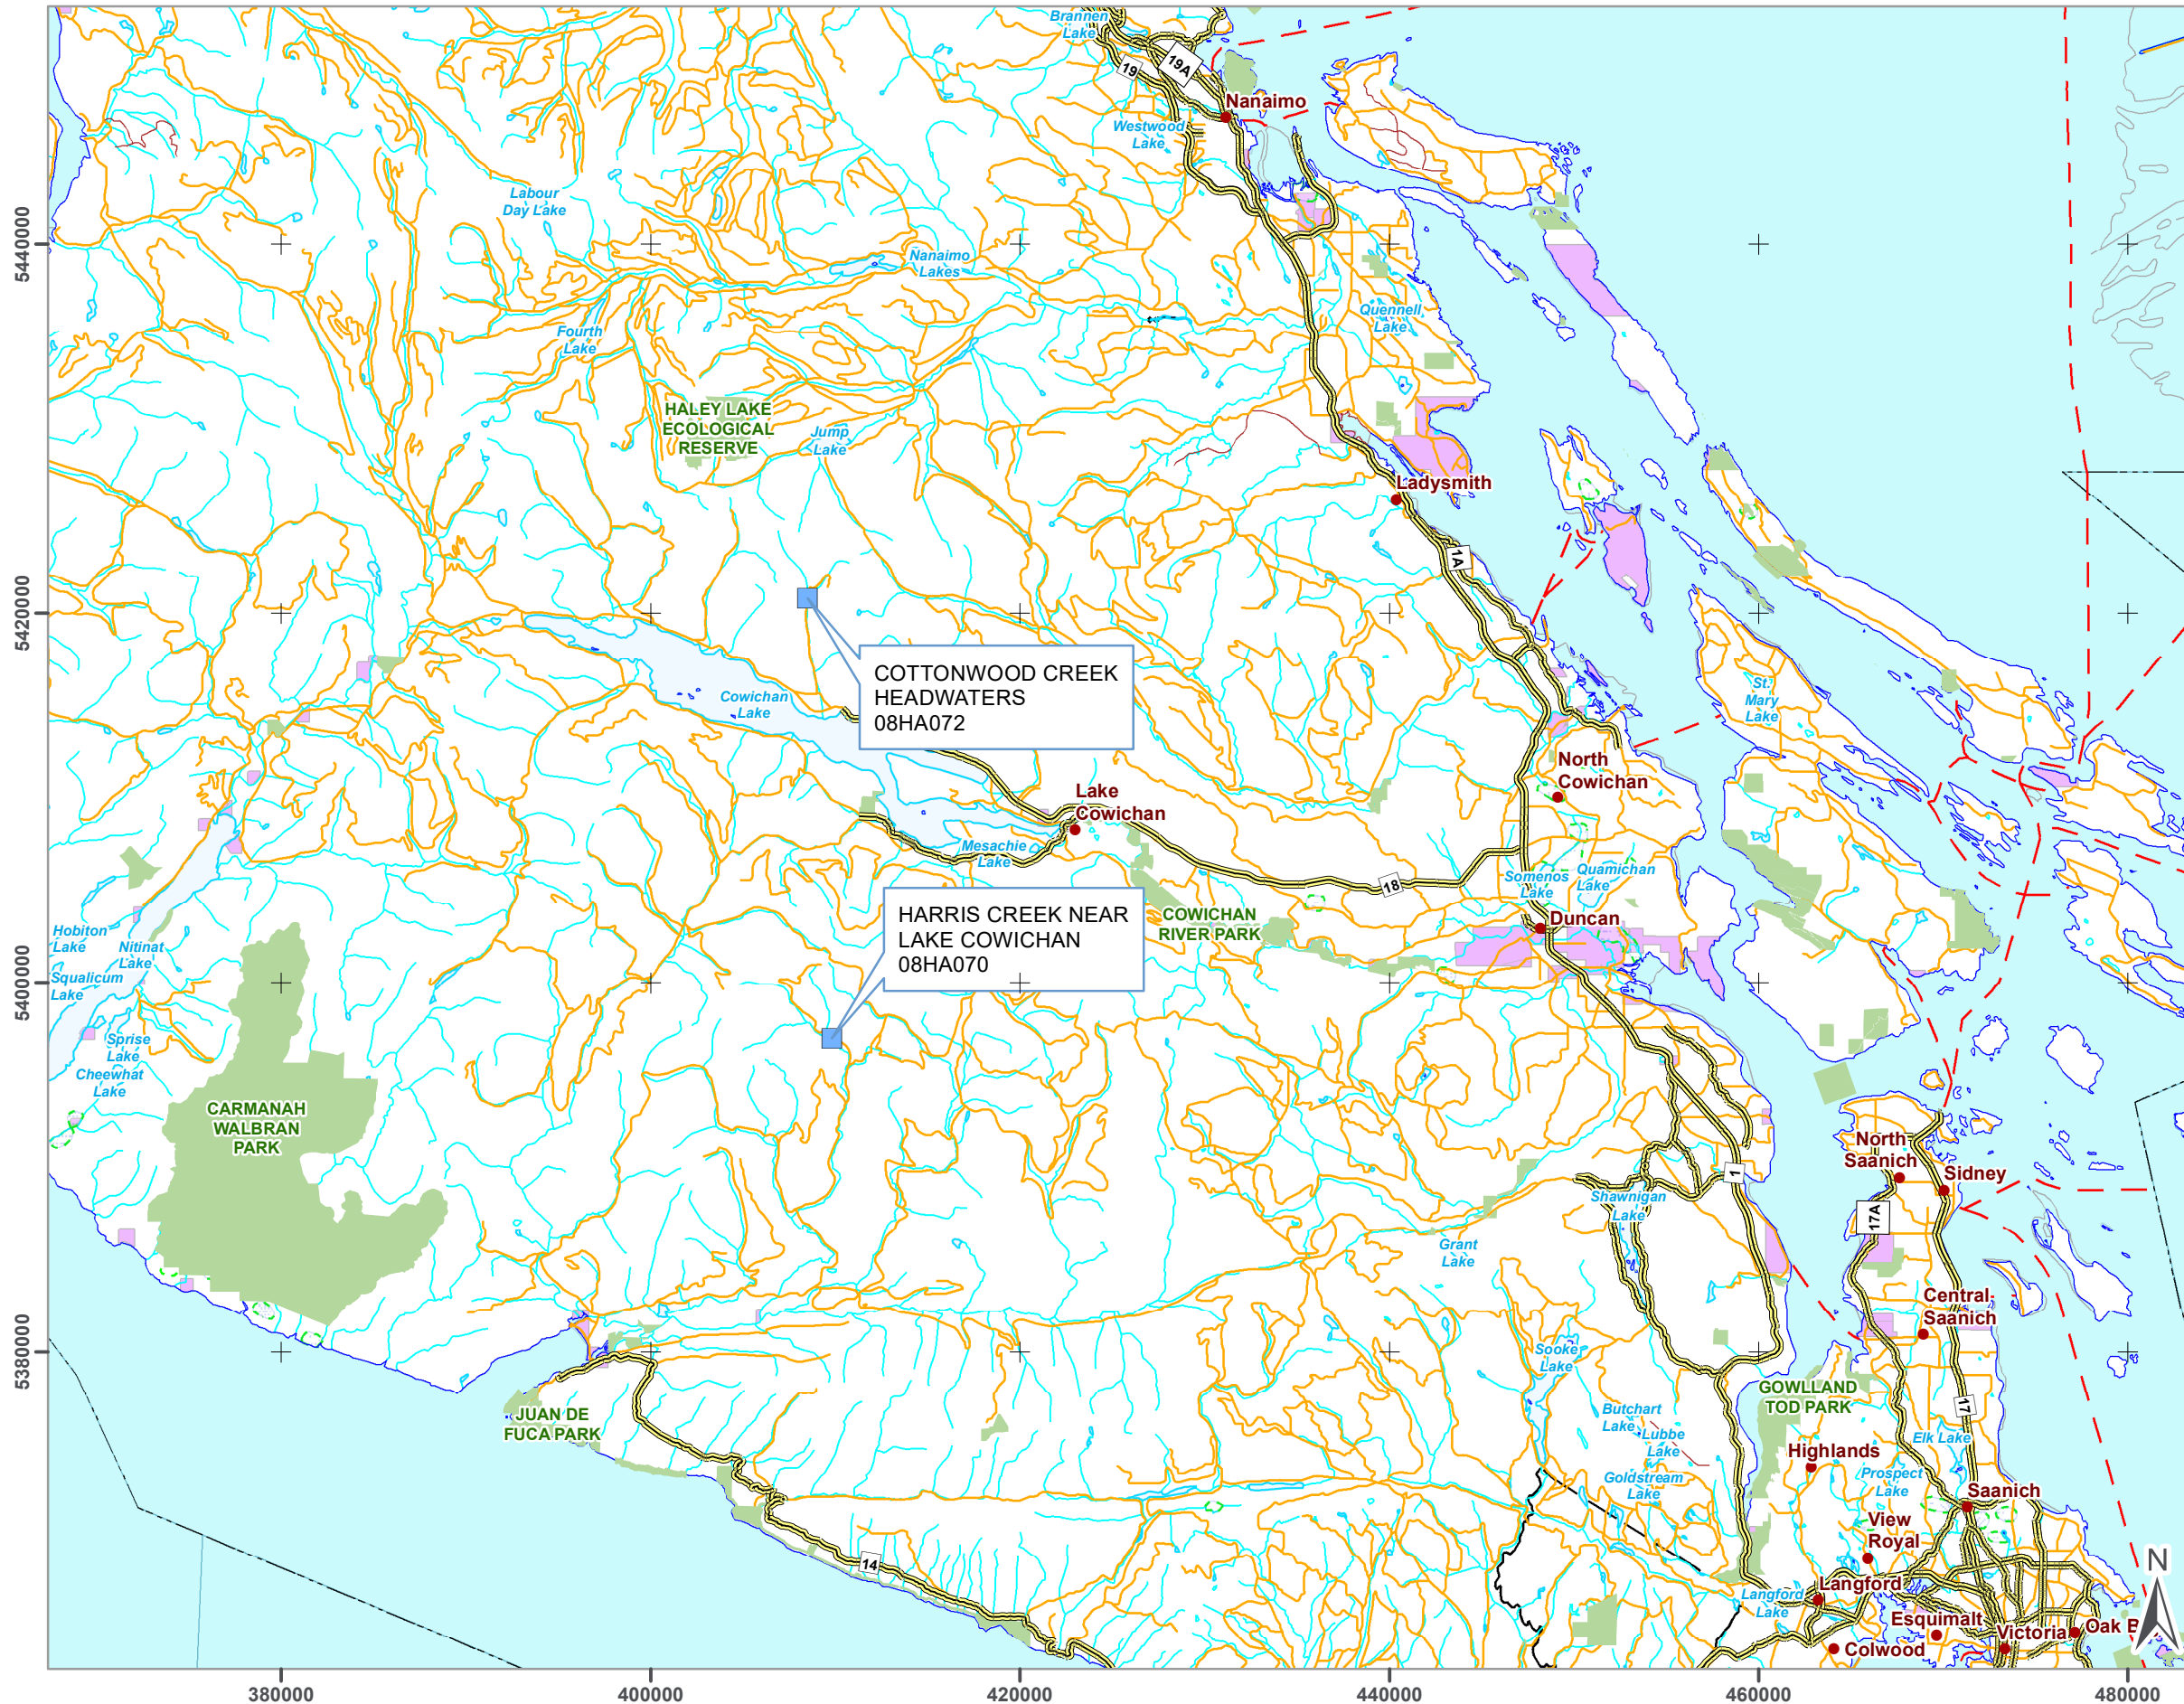 Brannen
Lake
19
19A
Nanaimo
Westwood
Lake
Labour
Day Lake
5440000
Nanaimo
Lakes
Fourth
Lake
Quennell
Lake
HALEY LAKE
ECOLOGICAL
RESERVE
Jump
Lake
Ladysmith
1A
5420000
COTTONWOOD CREEK
HEADWATERS
08HA072
Cowichan
Lake
St.
Mary
Lake
North
Cowichan
Lake
Cowichan
Mesachie
Lake
18
Somenos
Lake
Quamichan
Lake
HARRIS CREEK NEAR
LAKE COWICHAN
08HA070
COWICHAN
RIVER PARK
Duncan
Hobiton
Lake
Nitinat
Lake
Squalicum
Lake
5400000
Sprise
Lake
Cheewhat
Lake
CARMANAH
WALBRAN
PARK
North
Saanich
Sidney
1
17A
Shawnigan
Lake
Grant
Lake
Central
Saanich
5380000
Sooke
Lake
JUAN DE
FUCA PARK
GOWLLAND
TOD PARK
17
Butchart
Lake
Lubbe
Lake
Elk Lake
Highlands
Goldstream
Lake
Prospect
Lake
Saanich
View
Royal
14
N
Langford
Langford
Lake
Esquimalt
Victoria
Oak B
Colwood
380000
400000
420000
440000
460000
480000